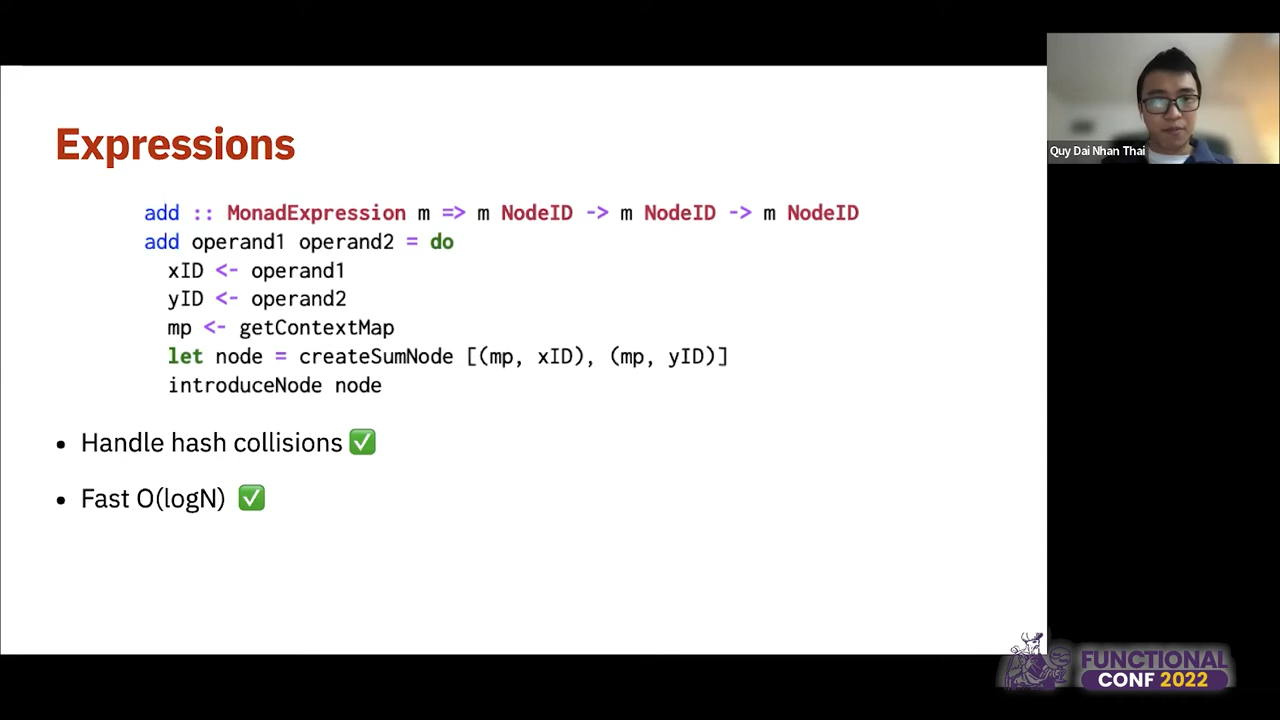 Expressions
add :: MonadExpression m => m NodeID -> m NodeID -> m NodeID
add operand1 operand2 = do
xID <- operand1
yID <- operand2
mp <- getContextMap
let node = createSumNode [(mp, xID), (mp, yID)]
introduceNode node
• Handle hash collisions ✅
• Fast O(logN) ✅
Quy Dai Nhan Thai
FUNCTIONAL
CONF 2022